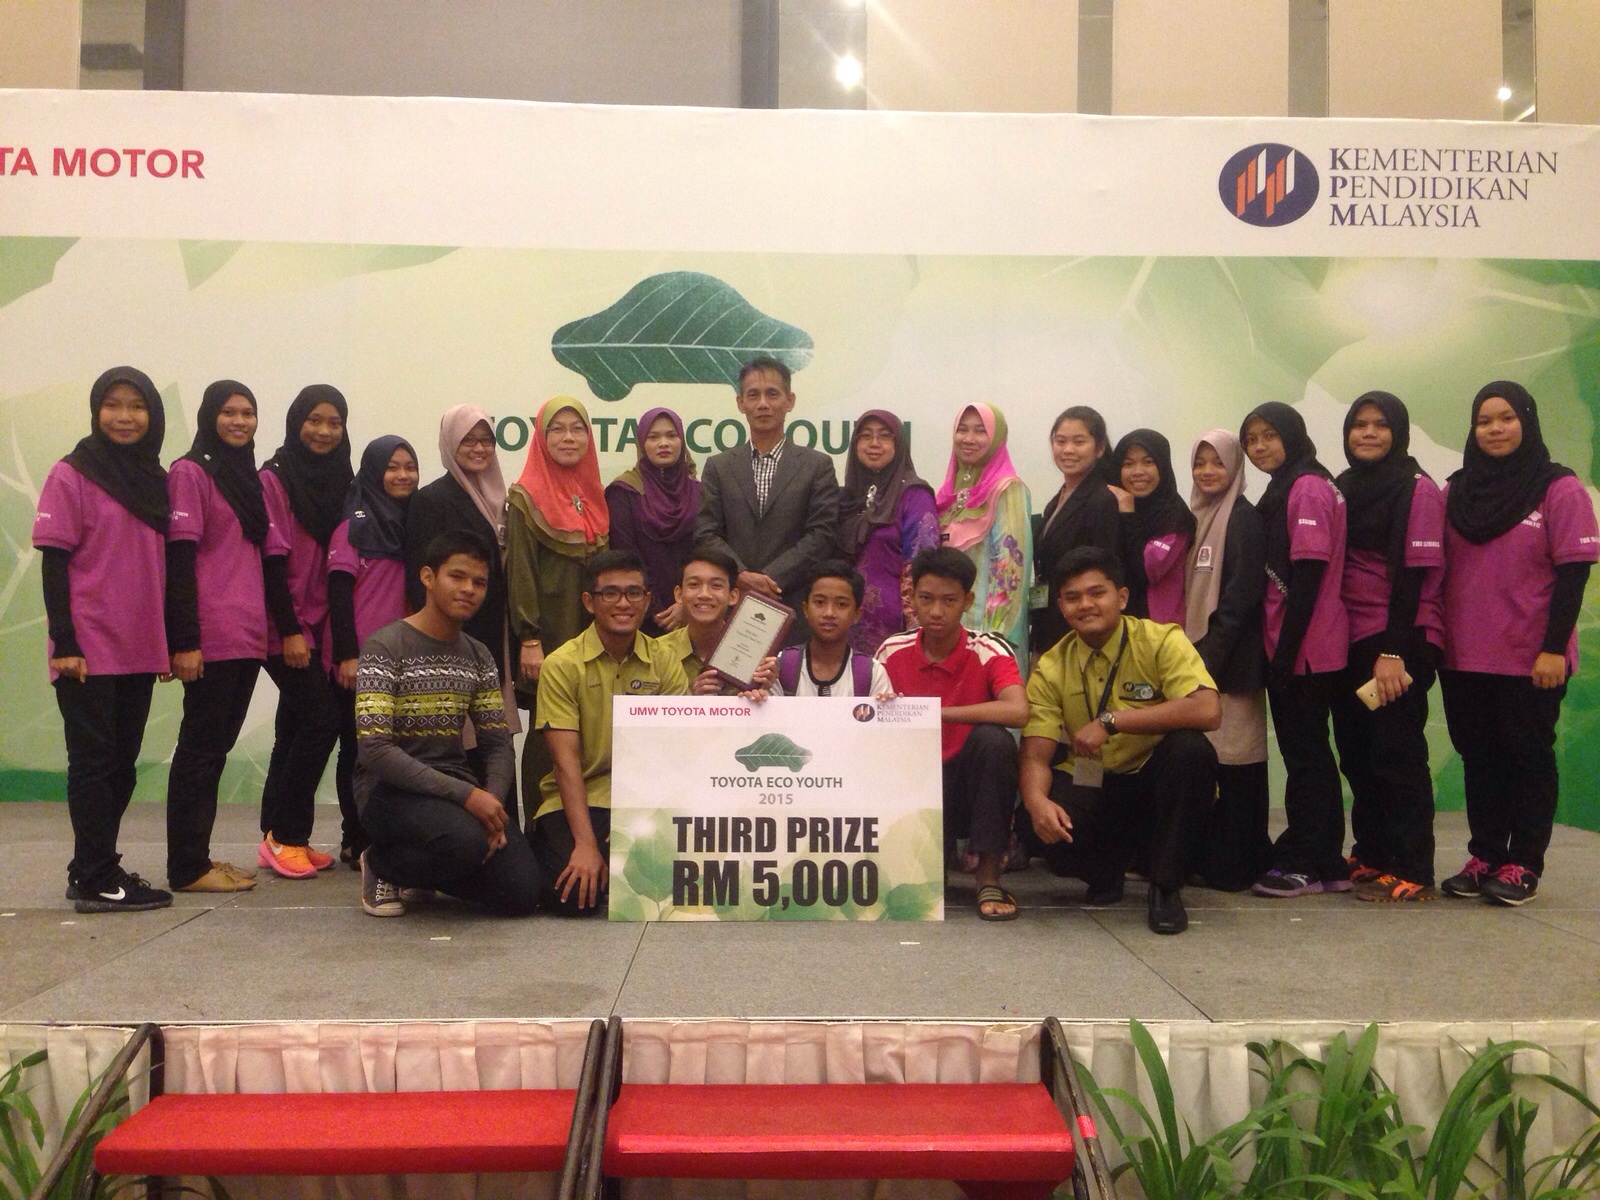 TA MOTOR
KEMENTERIAN
PENDIDIKAN
MALAYSIA
UMW TOYOTA MOTOR
KEMENTERIAN
PENDIDIKAN
MALAYSIA
TOYOTA ECO YOUTH
2015
THIRD PRIZE
RM 5,000